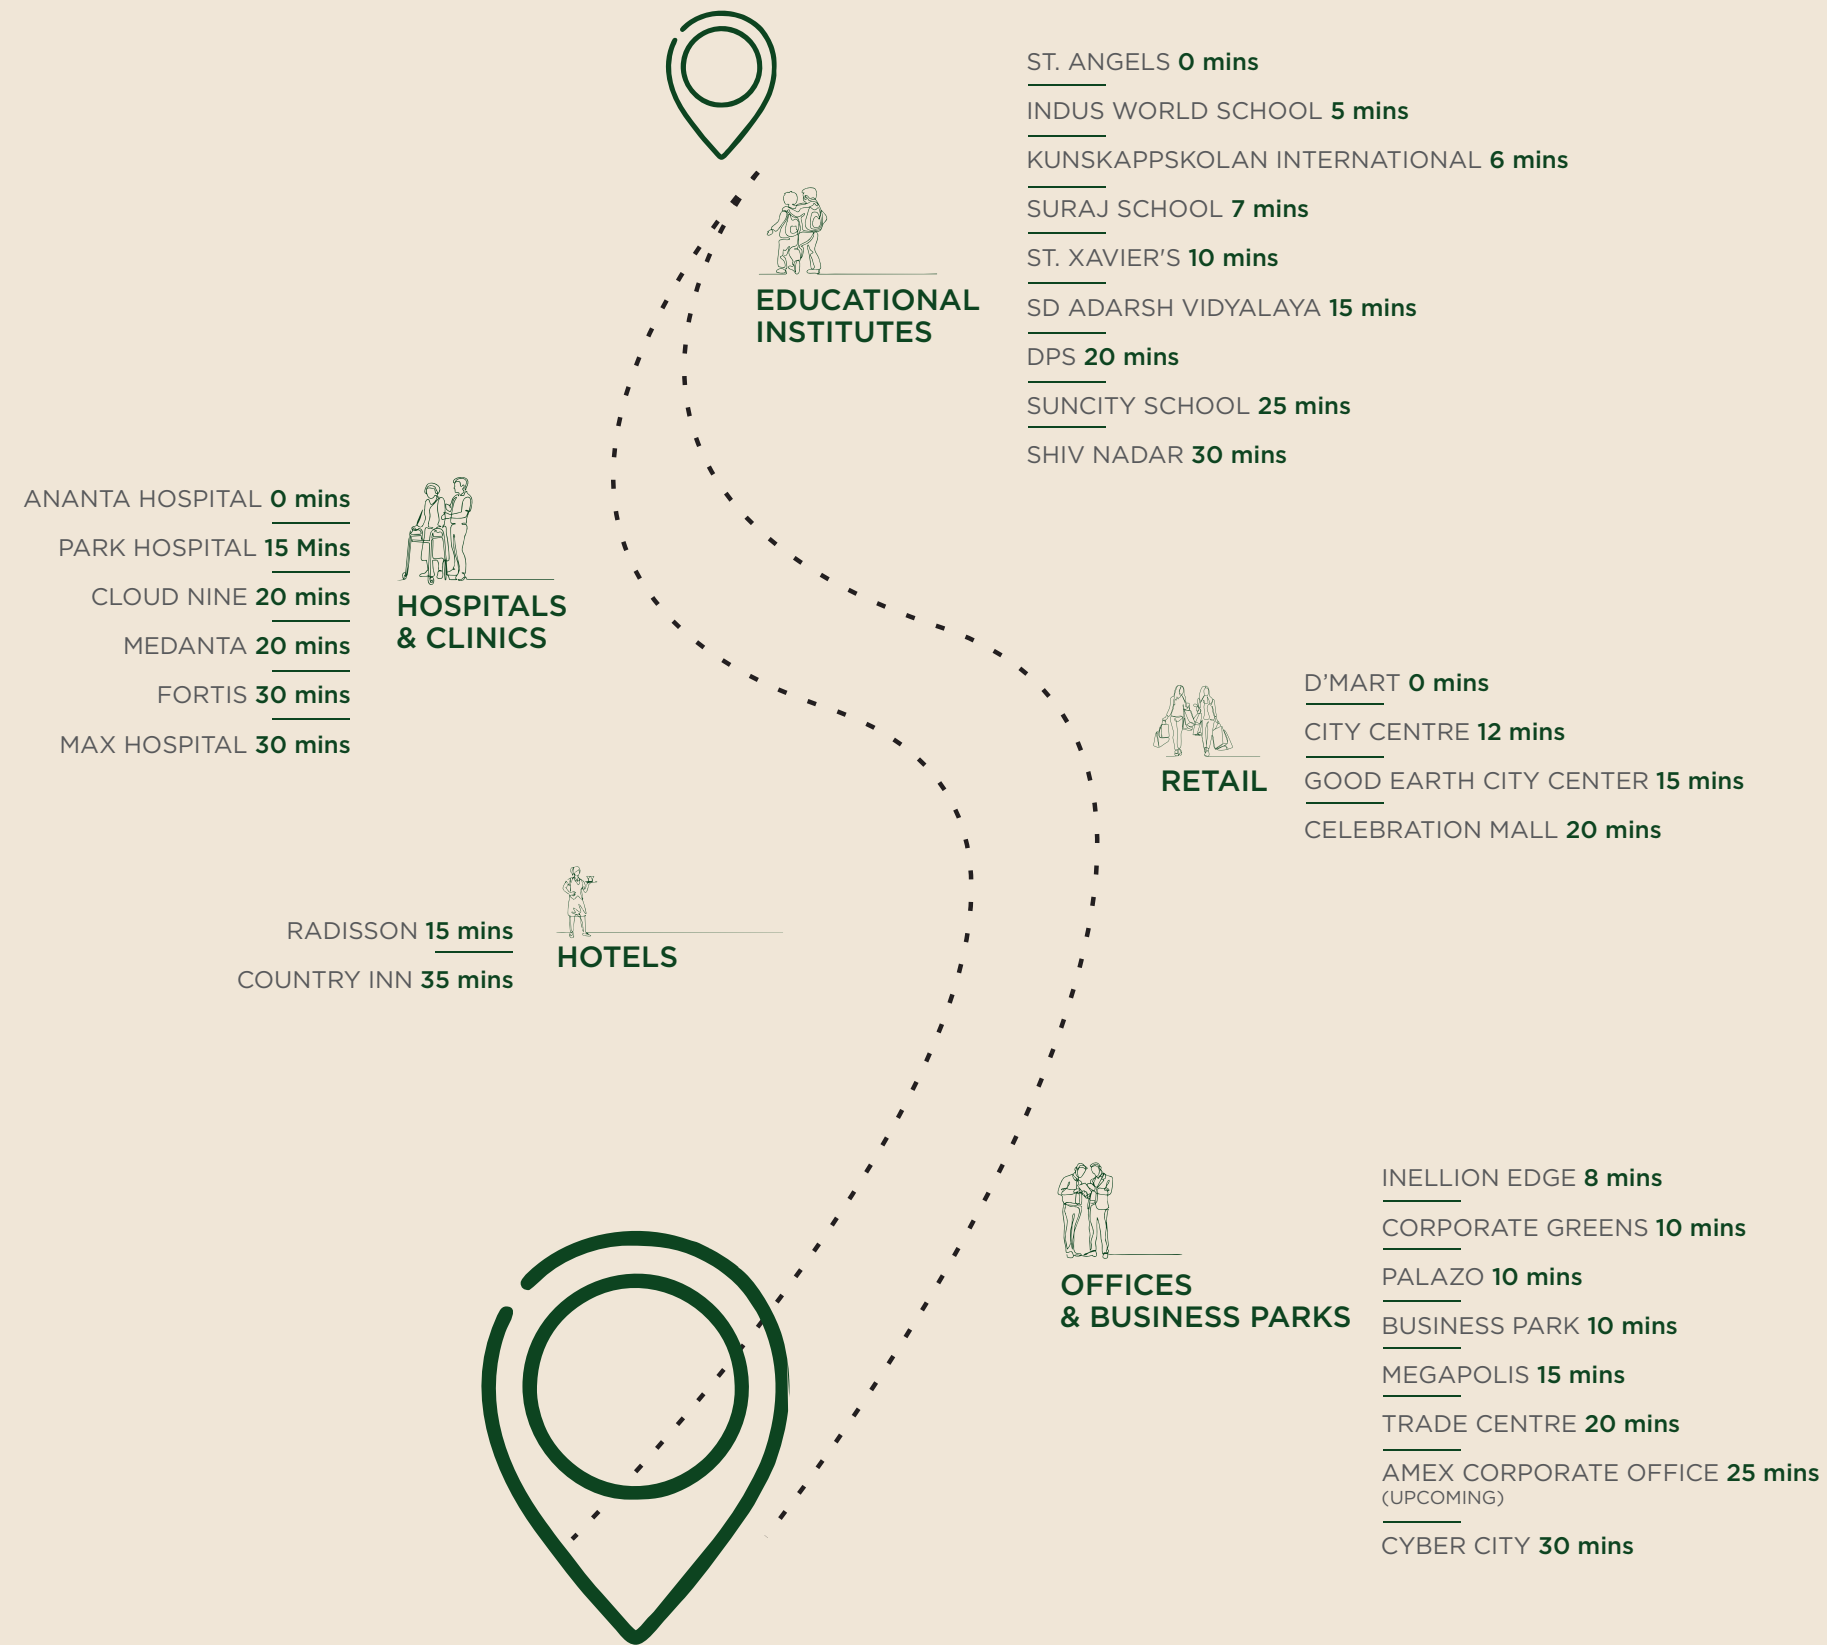 ST. ANGELS 0 mins
INDUS WORLD SCHOOL 5 mins
KUNSKAPPSKOLAN INTERNATIONAL 6 mins
SURAJ SCHOOL 7 mins
ST. XAVIER'S 10 mins
SD ADARSH VIDYALAYA 15 mins
DPS 20 mins
SUNCITY SCHOOL 25 mins
SHIV NADAR 30 mins
EDUCATIONAL
INSTITUTES
ANANTA HOSPITAL 0 mins
PARK HOSPITAL 15 Mins
CLOUD NINE 20 mins
MEDANTA 20 mins
FORTIS 30 mins
MAX HOSPITAL 30 mins
HOSPITALS
& CLINICS
RETAIL
D’MART 0 mins
CITY CENTRE 12 mins
GOOD EARTH CITY CENTER 15 mins
CELEBRATION MALL 20 mins
RADISSON 15 mins
COUNTRY INN 35 mins
HOTELS
OFFICES
& BUSINESS PARKS
INELLION EDGE 8 mins
CORPORATE GREENS 10 mins
PALAZO 10 mins
BUSINESS PARK 10 mins
MEGAPOLIS 15 mins
TRADE CENTRE 20 mins
AMEX CORPORATE OFFICE 25 mins
(UPCOMING)
CYBER CITY 30 mins